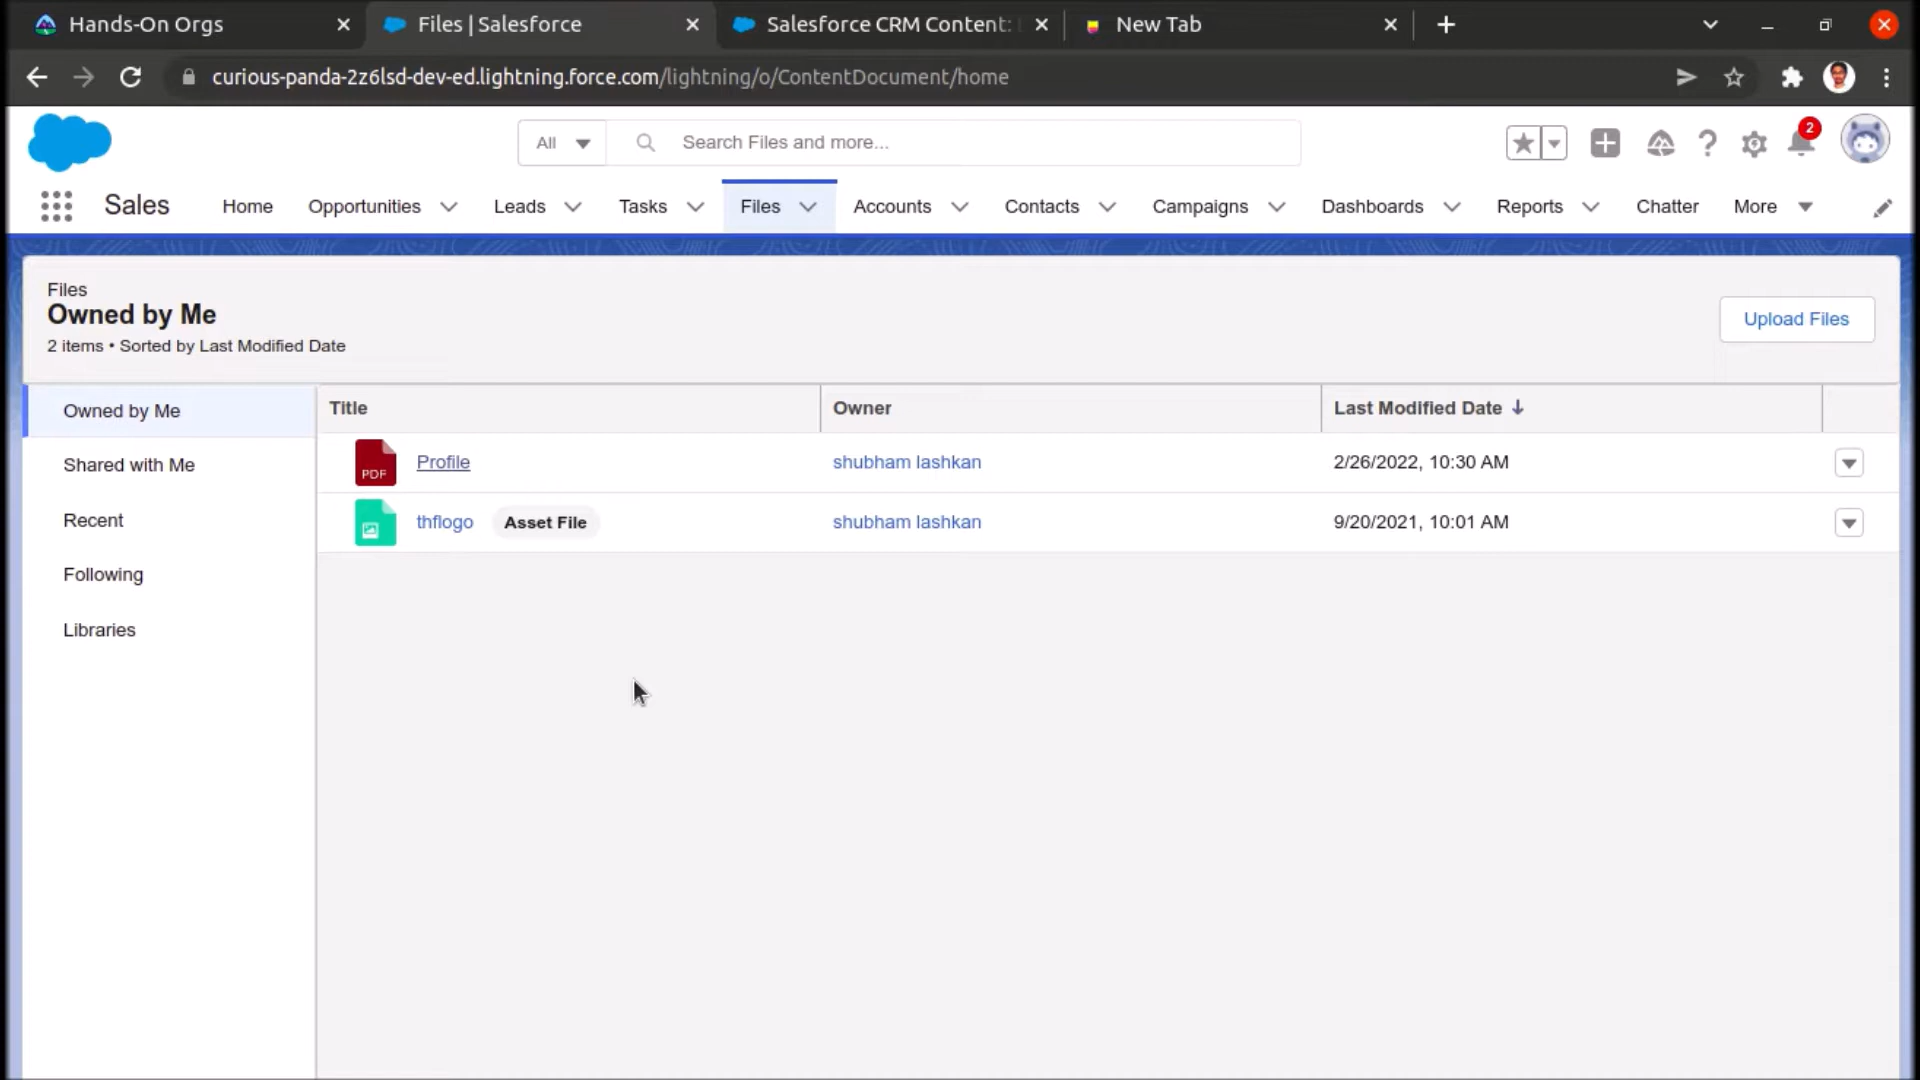 Hands-On Orgs
Files | Salesforce
Salesforce CRM Content:
New Tab
curious-panda-2z6lsd-dev-ed.lightning.force.com/lightning/o/ContentDocument/home
All
Search Files and more...
2
Sales
Home
Opportunities
Leads
Tasks
Files
Accounts
Contacts
Campaigns
Dashboards
Reports
Chatter
More
Files
Owned by Me
2 items • Sorted by Last Modified Date
Upload Files
Owned by Me
Shared with Me
Recent
Following
Libraries
Title
Owner
Last Modified Date
PDF
Profile
shubham lashkan
2/26/2022, 10:30 AM
thflogo
Asset File
shubham lashkan
9/20/2021, 10:01 AM